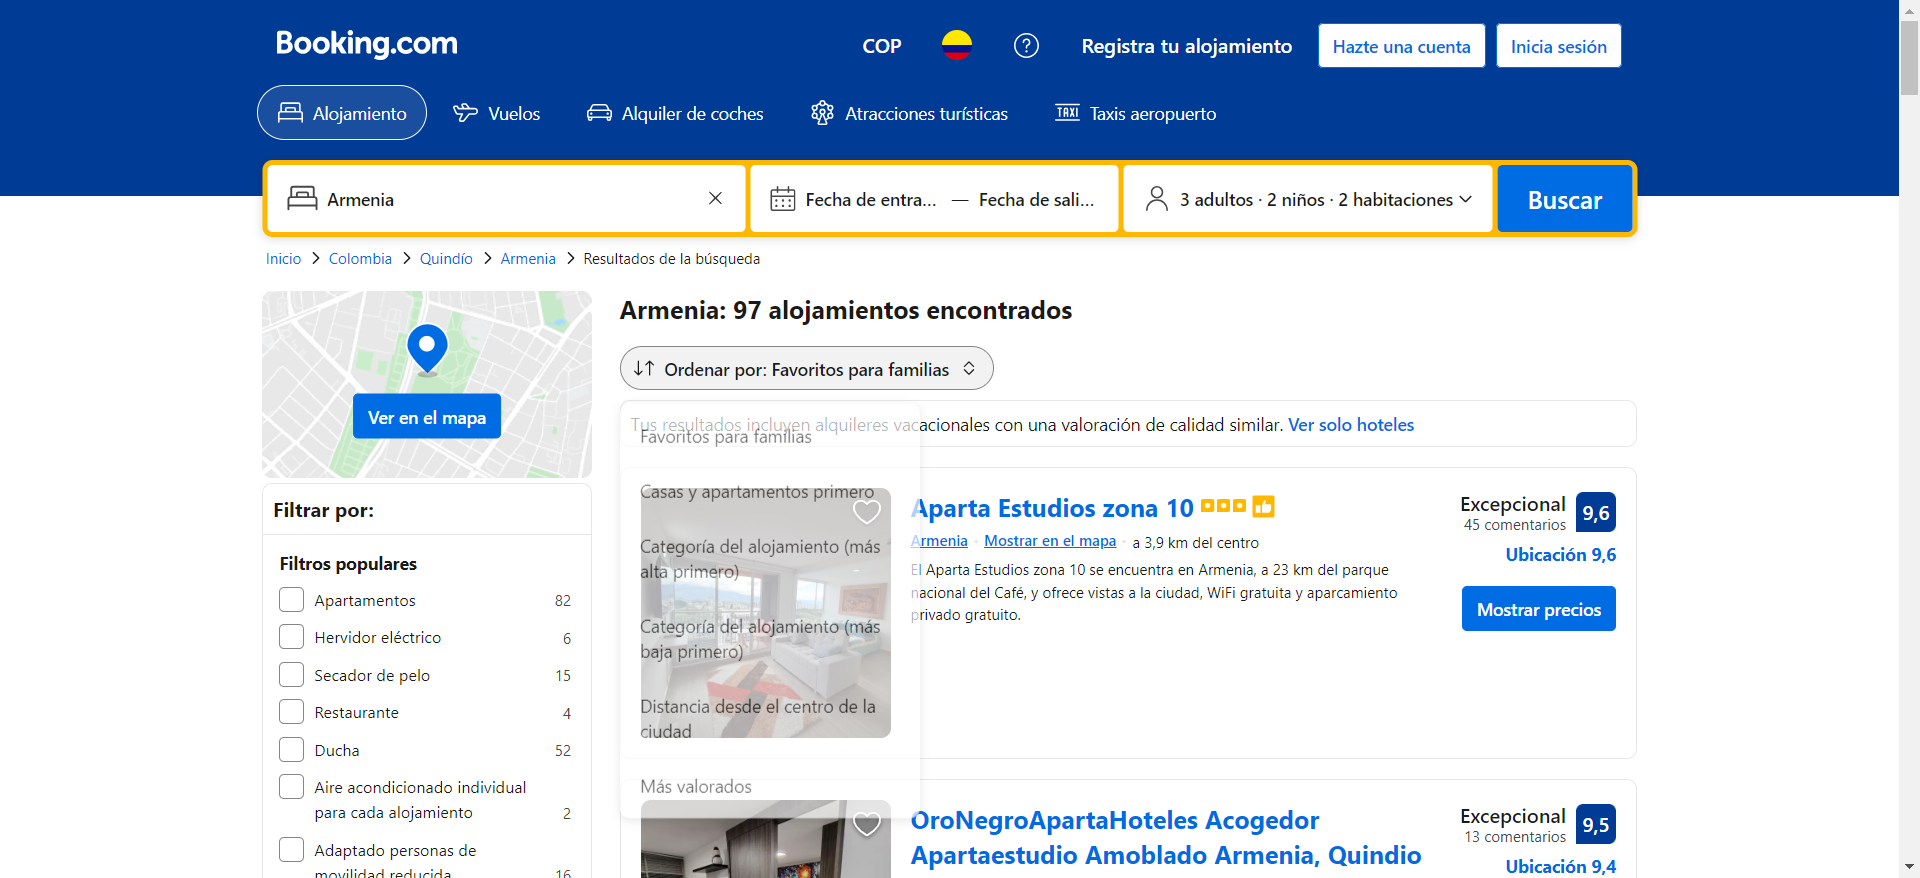 Booking.com
COP
Registra tu alojamiento
Hazte una cuenta
Inicia sesión
Alojamiento
Vuelos
Alquiler de coches
Atracciones turísticas
TAXI
Taxis aeropuerto
Armenia
Fecha de entra... — Fecha de sali...
3 adultos · 2 niños · 2 habitaciones
Buscar
Inicio > Colombia > Quindío > Armenia > Resultados de la búsqueda
Ver en el mapa
Filtrar por:
Filtros populares
Apartamentos 82
Hervidor eléctrico 6
Secador de pelo 15
Restaurante 4
Ducha 52
Aire acondicionado individual
para cada alojamiento 2
Adaptado personas de
movilidad reducida 16
Armenia: 97 alojamientos encontrados
Ordenar por: Favoritos para familias
Tus resultados incluyen alquileres vacacionales con una valoración de calidad similar. Ver solo hoteles
Favoritos para familias
Casas y apartamentos primero
Categoría del alojamiento (más
alta primero)
Categoría del alojamiento (más
baja primero)
Distancia desde el centro de la
ciudad
Más valorados
Aparta Estudios zona 10
Armenia · Mostrar en el mapa · a 3,9 km del centro
El Aparta Estudios zona 10 se encuentra en Armenia, a 23 km del parque
nacional del Café, y ofrece vistas a la ciudad, WiFi gratuita y aparcamiento
privado gratuito.
Excepcional
45 comentarios
9,6
Ubicación 9,6
Mostrar precios
OroNegroApartaHoteles Acogedor
Apartaestudio Amoblado Armenia, Quindio
Excepcional
13 comentarios
9,5
Ubicación 9,4